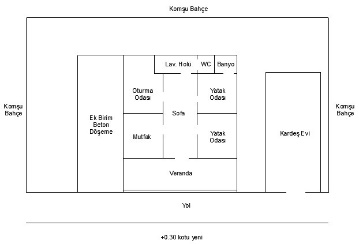 Komşu Bahçe
Lav. Holu
WC
Banyo
Oturma
Odası
Yatak
Odası
Komşu
Bahçe
Komşu
Bahçe
Sofa
Ek Birim
Beton
Döşeme
Mutfak
Yatak
Odası
Kardeş Evi
Veranda
Yol
+0.30 kotu yeni